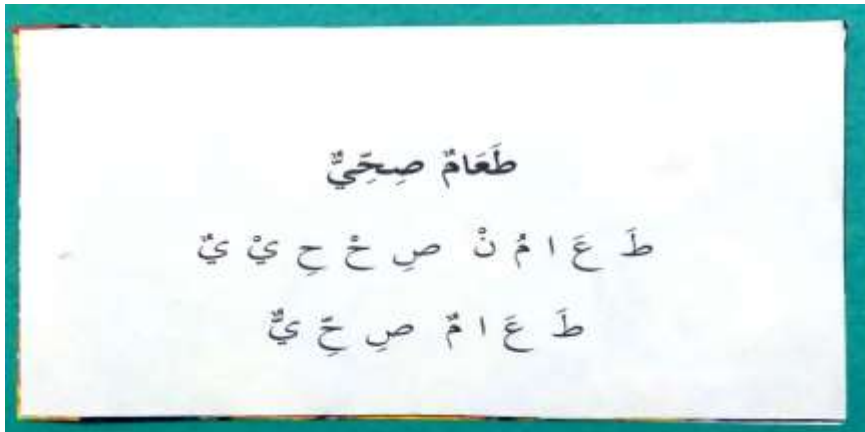 طَعَامٌ صِحِّيٌّ
طَ عَ ا مُ نْ صِ حْ حِ يْ يٌ
طَ عَ ا مٌ صِ حِّ يٌّ